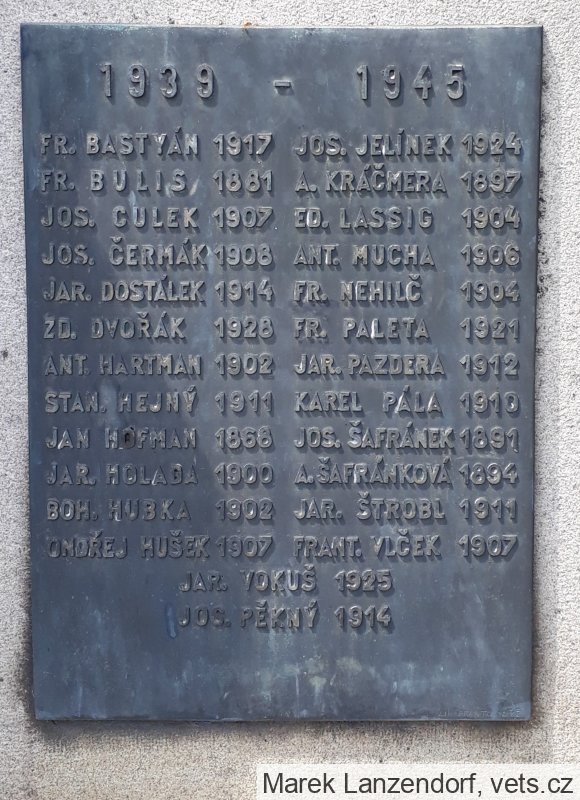 1939 - 1945
FR. BASTYÁN 1917 JOS. JELÍNEK 1924
FR. BULIS 1881 A. KRÁČMERA 1897
JOS. CULEK 1907 ED. LASSIG 1904
JOS. ČERMÁK 1908 ANT. MUCHA 1906
JAR. DOSTÁLEK 1914 FR. NEHILČ 1904
ZD. DVOŘÁK 1928 FR. PALETA 1921
ANT. HARTMAN 1902 JAR. PAZDERA 1912
STAN. HEJNÝ 1911 KAREL PÁLA 1910
JAN HOFMAN 1868 JOS. ŠAFRÁNEK 1891
JAR. HOLADA 1900 A. ŠAFRÁNKOVÁ 1894
BOH. HUBKA 1902 JAR. ŠTROBL 1911
ONDŘEJ HUŠEK 1907 FRANT. VLČEK 1907
JAR. VOKUŠ 1925
JOS. PĚKNÝ 1914
Marek Lanzendorf, vets.cz